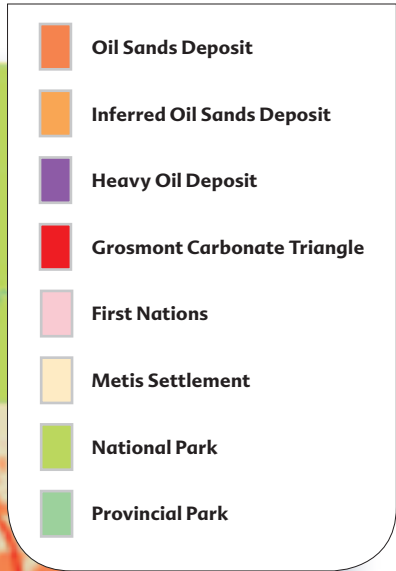 Oil Sands Deposit
Inferred Oil Sands Deposit
Heavy Oil Deposit
Grosmont Carbonate Triangle
First Nations
Metis Settlement
National Park
Provincial Park